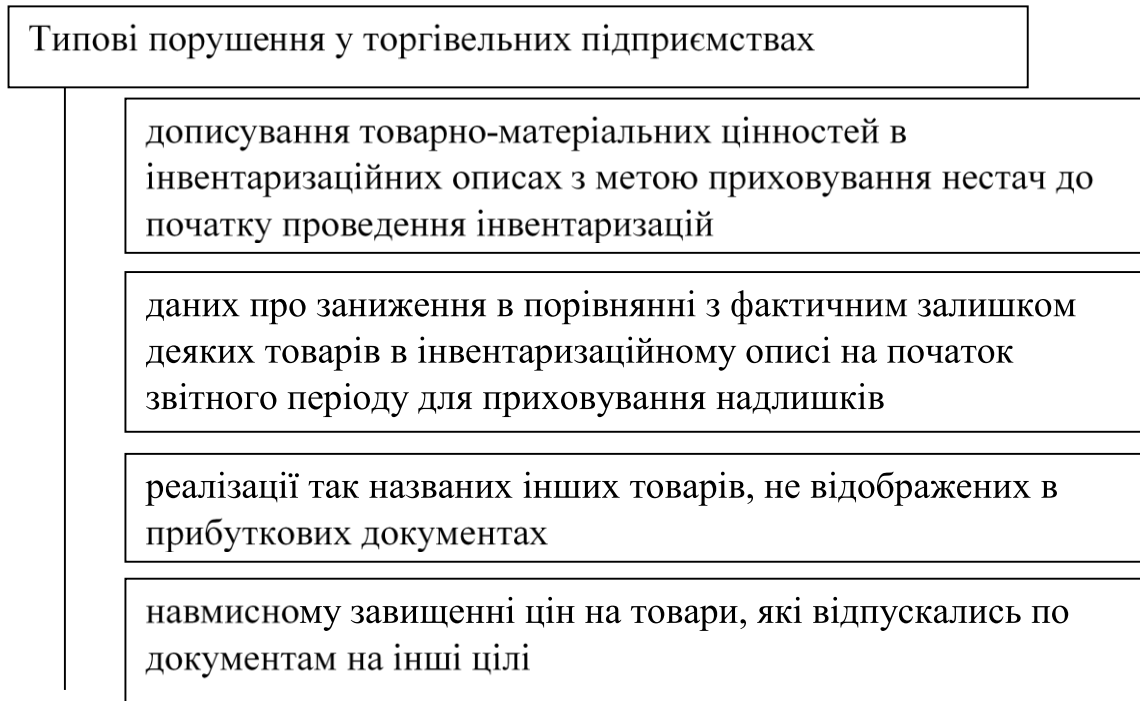 Типові порушення у торгівельних підприємствах
дописування товарно-матеріальних цінностей в
інвентаризаційних описах з метою приховування нестач до
початку проведення інвентаризацій
даних про заниження в порівнянні з фактичним залишком
деяких товарів в інвентаризаційному описі на початок
звітного періоду для приховування надлишків
реалізації так названих інших товарів, не відображених в
прибуткових документах
навмисному завищенні цін на товари, які відпускались по
документам на інші цілі